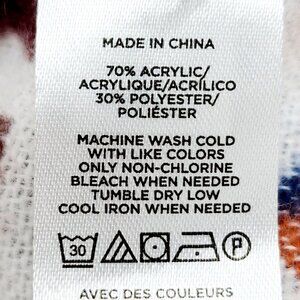 MADE IN CHINA
70% ACRYLIC/
ACRYLIQUE/ACRÍLICO
30% POLYESTER/
POLIÉSTER
MACHINE WASH COLD
WITH LIKE COLORS
ONLY NON-CHLORINE
BLEACH WHEN NEEDED
TUMBLE DRY LOW
COOL IRON WHEN NEEDED
30 P
AVEC DES COULEURS